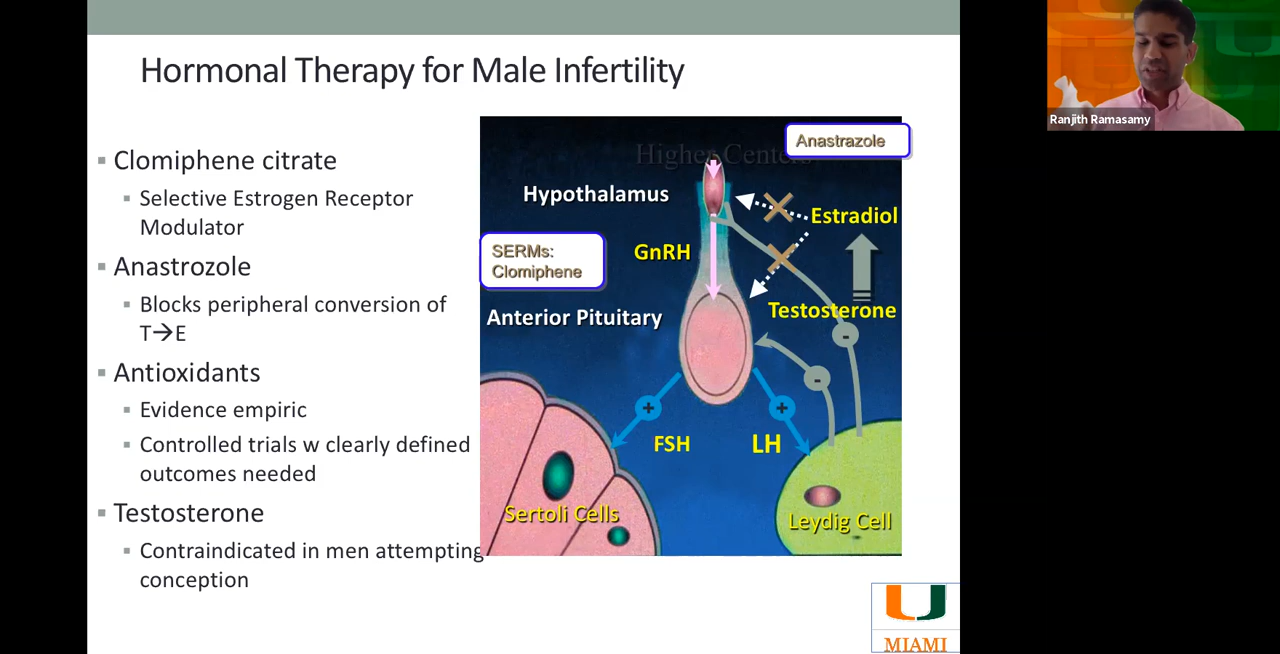 Hormonal Therapy for Male Infertility
Clomiphene citrate
Selective Estrogen Receptor
Modulator
Anastrozole
Blocks peripheral conversion of
T→E
Antioxidants
Evidence empiric
Controlled trials w clearly defined
outcomes needed
Testosterone
Contraindicated in men attempting
conception
Anastrazole
Higher Centers
Hypothalamus
Estradiol
SERMs:
Clomiphene
GnRH
Anterior Pituitary
Testosterone
-
-
+
+
FSH
LH
Sertoli Cells
Leydig Cell
MIAMI
Ranjith Ramasamy